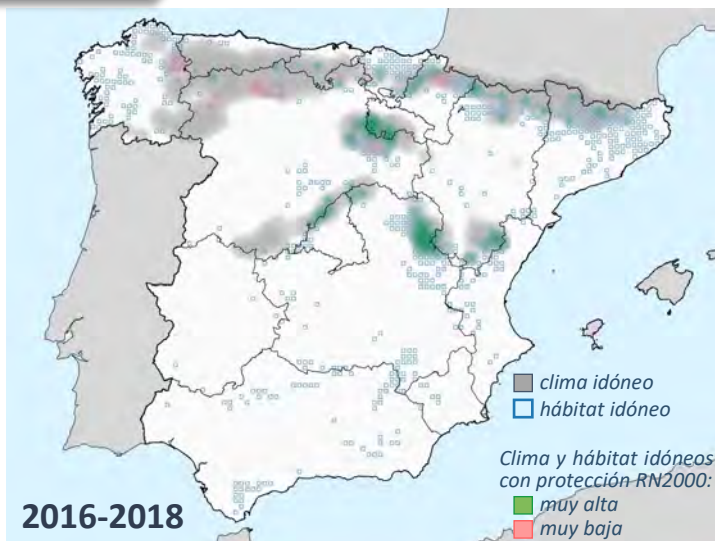 clima idóneo
hábitat idóneo
Clima y hábitat idóneos
con protección RN2000:
muy alta
muy baja
2016-2018